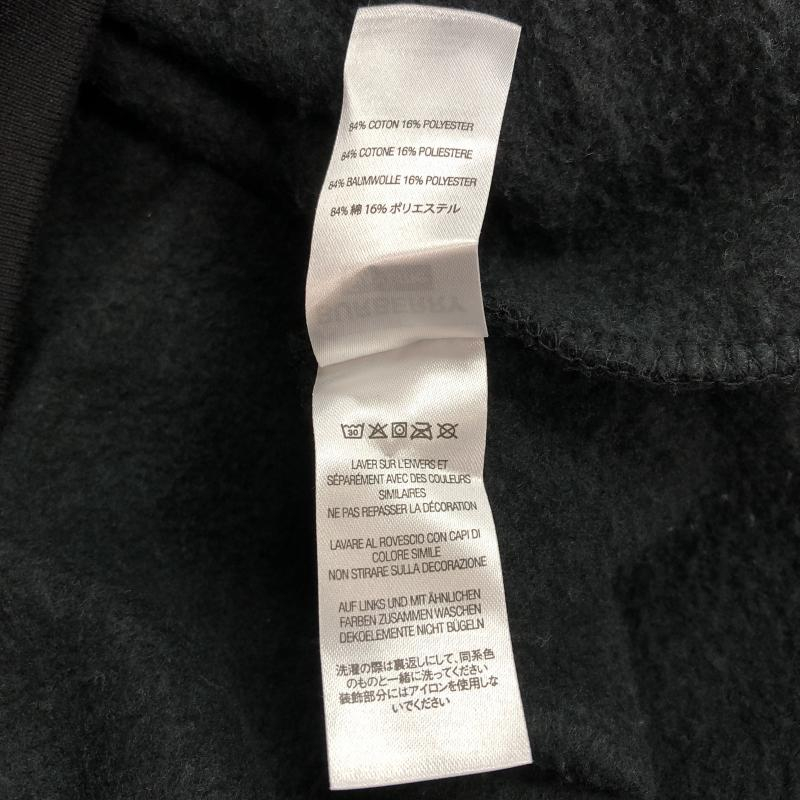 84% COTON 16% POLYESTER
84% COTONE 16% POLIESTERE
84% BAUMWOLLE 16% POLYESTER
84% 綿 16% ポリエステル
BURBERRY
30
LAVER SUR L'ENVERS ET
SÉPARÉMENT AVEC DES COULEURS
SIMILAIRES
NE PAS REPASSER LA DÉCORATION
LAVARE AL ROVESCIO CON CAPI DI
COLORE SIMILE
NON STIRARE SULLA DECORAZIONE
AUF LINKS UND MIT ÄHNLICHEN
FARBEN ZUSAMMEN WASCHEN
DEKOELEMENTE NICHT BÜGELN
洗濯の際は裏返しにして、同系色
のものと一緒に洗ってください
装飾部分にはアイロンを使用しな
いでください